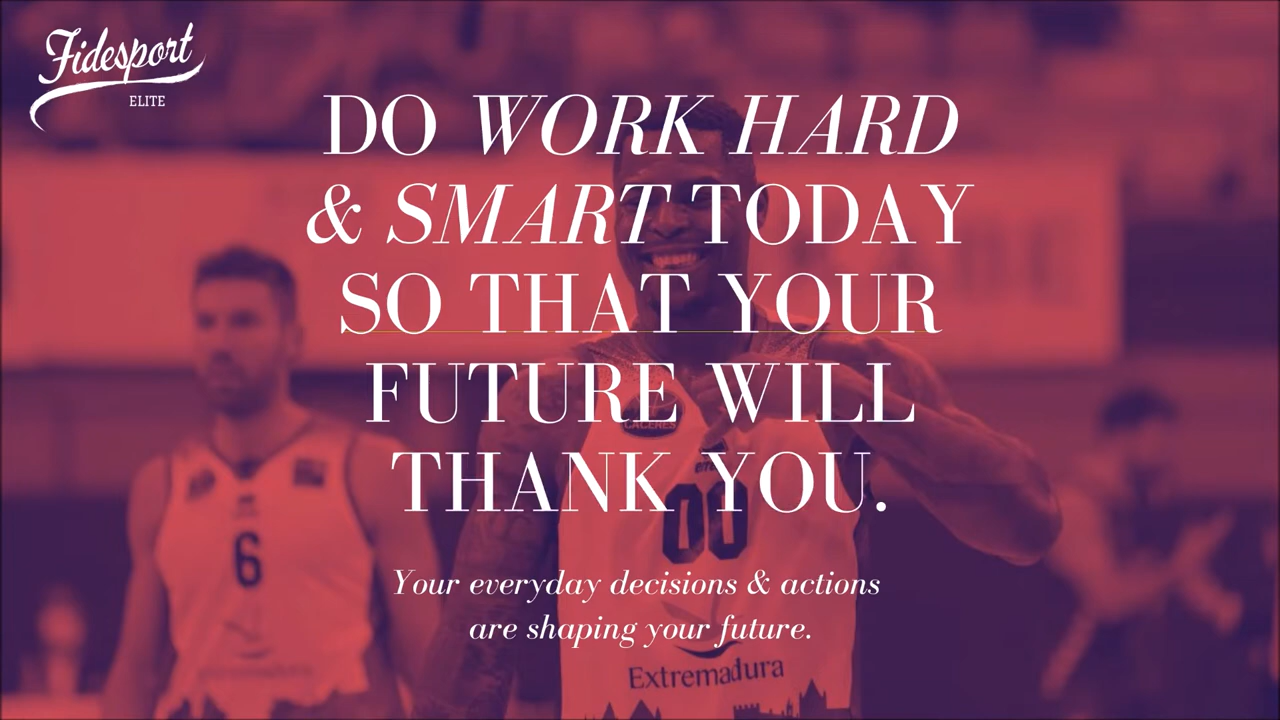 Fidesport
ELITE
DO WORK HARD
& SMART TODAY
SO THAT YOUR
FUTURE WILL
THANK YOU.
CÁCERES
00
6
Your everyday decisions & actions
are shaping your future.
Extremadura